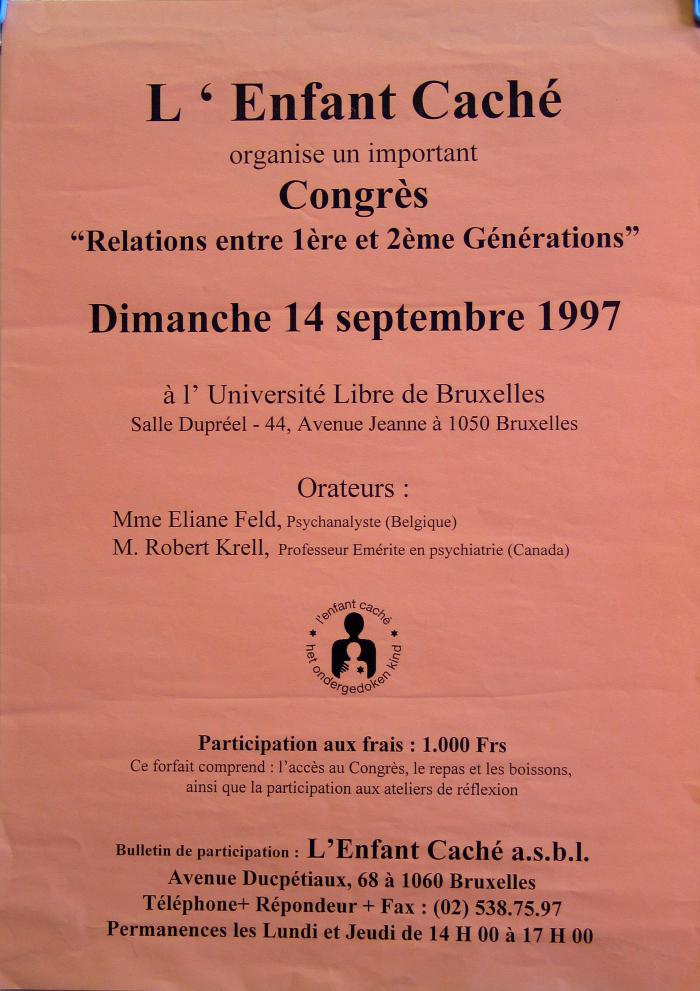 L ‘ Enfant Caché
organise un important
Congrès
“Relations entre 1ère et 2ème Générations”
Dimanche 14 septembre 1997
à l’ Université Libre de Bruxelles
Salle Dupréel - 44, Avenue Jeanne à 1050 Bruxelles
Orateurs :
Mme Eliane Feld, Psychanalyste (Belgique)
M. Robert Krell, Professeur Emérite en psychiatrie (Canada)
l'enfant caché
het ondergedoken kind
Participation aux frais : 1.000 Frs
Ce forfait comprend : l’accès au Congrès, le repas et les boissons,
ainsi que la participation aux ateliers de réflexion
Bulletin de participation : L’Enfant Caché a.s.b.l.
Avenue Ducpétiaux, 68 à 1060 Bruxelles
Téléphone+ Répondeur + Fax : (02) 538.75.97
Permanences les Lundi et Jeudi de 14 H 00 à 17 H 00